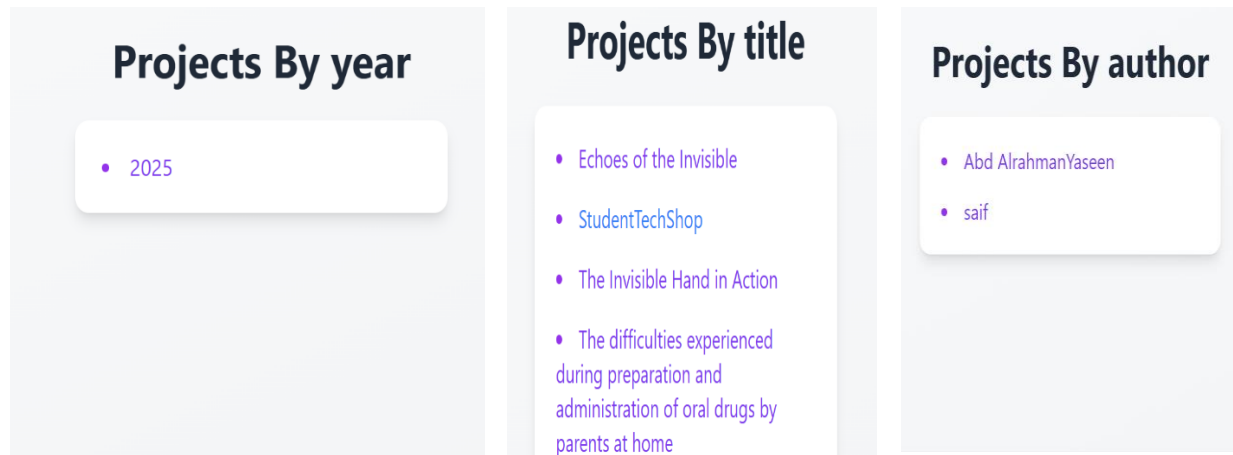 Projects By year
• 2025
Projects By title
• Echoes of the Invisible
• StudentTechShop
• The Invisible Hand in Action
• The difficulties experienced
during preparation and
administration of oral drugs by
parents at home
Projects By author
• Abd AlrahmanYaseen
• saif